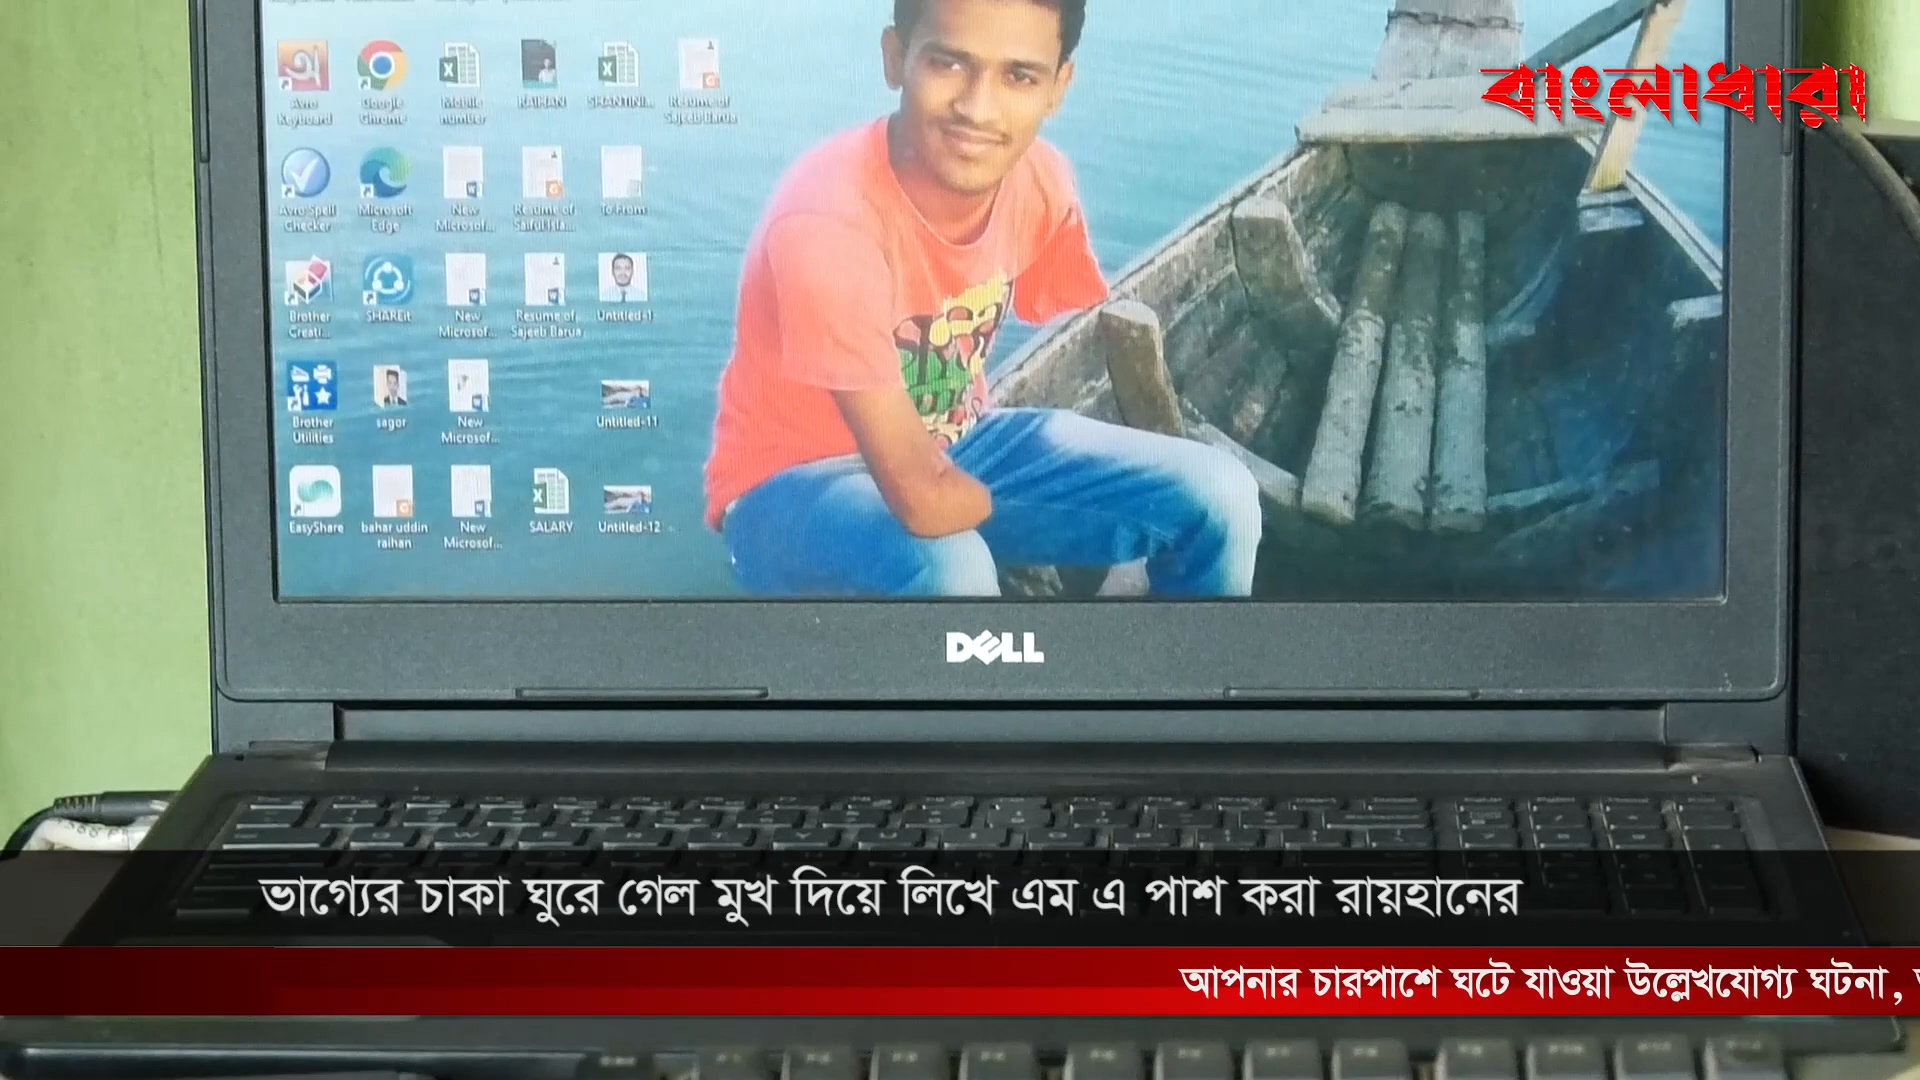 বাংলাধারা
Avro Keyboard
Google Chrome
Mobile number
RAIHAN
SHANTINI...
Resume of Sajeeb Barua
Avro Spell Checker
Microsoft Edge
New Microsof...
Resume of Saiful Isla...
To From
Brother Creati...
SHAREit
New Microsof...
Resume of Sajeeb Barua
Untitled-1
Brother Utilities
sagor
New Microsof...
Untitled-11
EasyShare
bahar uddin raihan
New Microsof...
SALARY
Untitled-12
DELL
ভাগ্যের চাকা ঘুরে গেল মুখ দিয়ে লিখে এম এ পাশ করা রায়হানের
আপনার চারপাশে ঘটে যাওয়া উল্লেখযোগ্য ঘটনা,